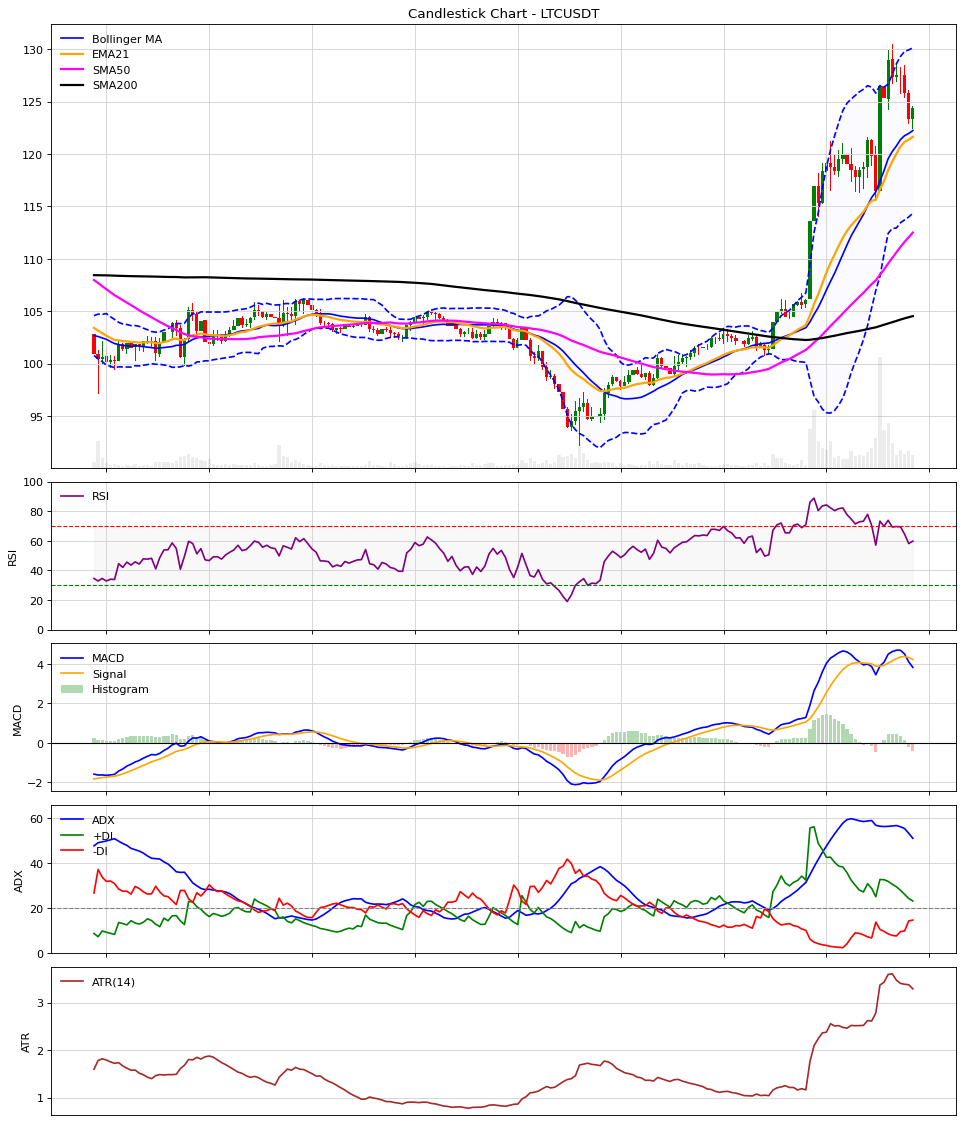 Candlestick Chart - LTCUSDT
Bollinger MA
EMA21
SMA50
SMA200
130
125
120
115
110
105
100
95
RSI
100
80
60
40
20
0
RSI
MACD
Signal
Histogram
4
2
0
−2
MACD
ADX
+DI
-DI
60
40
20
0
ADX
ATR(14)
3
2
1
ATR